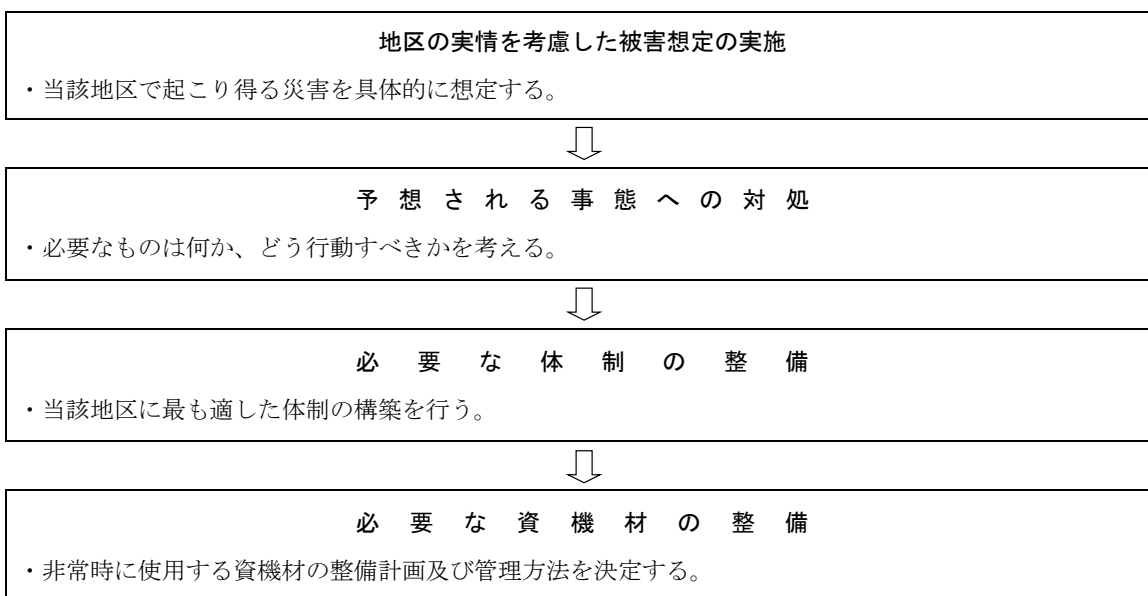 地区の実情を考慮した被害想定の実施
・当該地区で起こり得る災害を具体的に想定する。
予想される事態への対処
・必要なものは何か、どう行動すべきかを考える。
必要な体制の整備
・当該地区に最も適した体制の構築を行う。
必要な資機材の整備
・非常時に使用する資機材の整備計画及び管理方法を決定する。